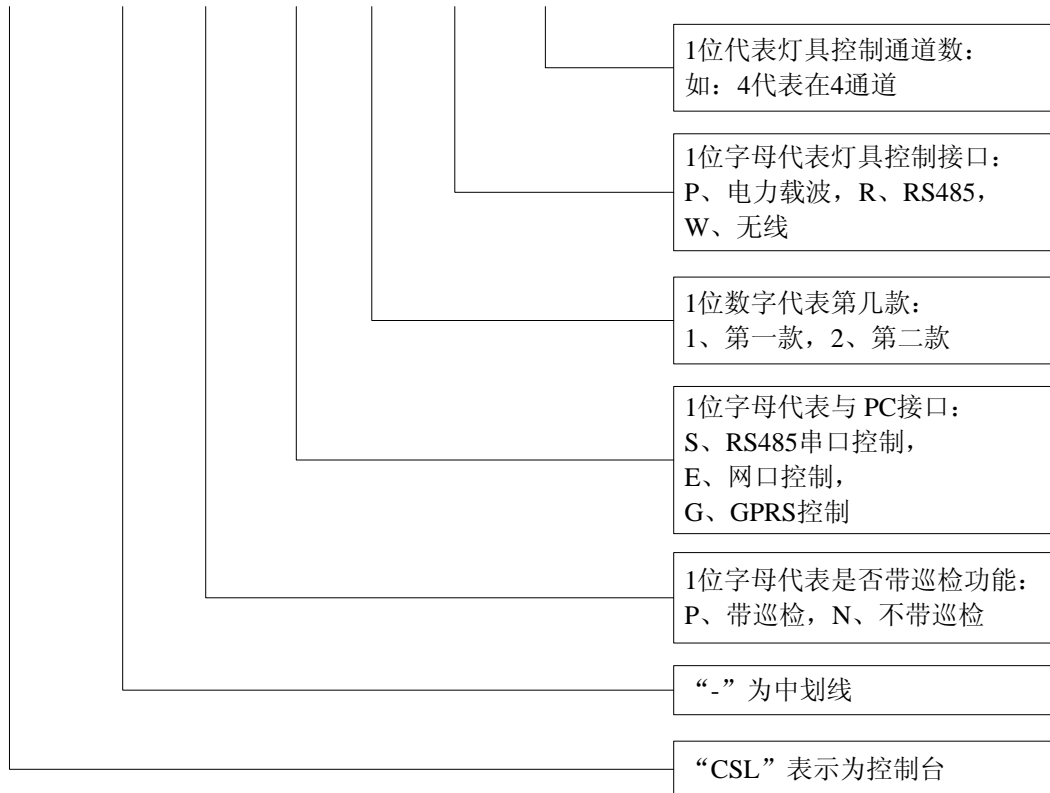 1位代表灯具控制通道数：
如：4代表在4通道
1位字母代表灯具控制接口：
P、电力载波，R、RS485，
W、无线
1位数字代表第几款：
1、第一款，2、第二款
1位字母代表与 PC接口：
S、RS485串口控制，
E、网口控制，
G、GPRS控制
1位字母代表是否带巡检功能：
P、带巡检，N、不带巡检
“-”为中划线
“CSL”表示为控制台